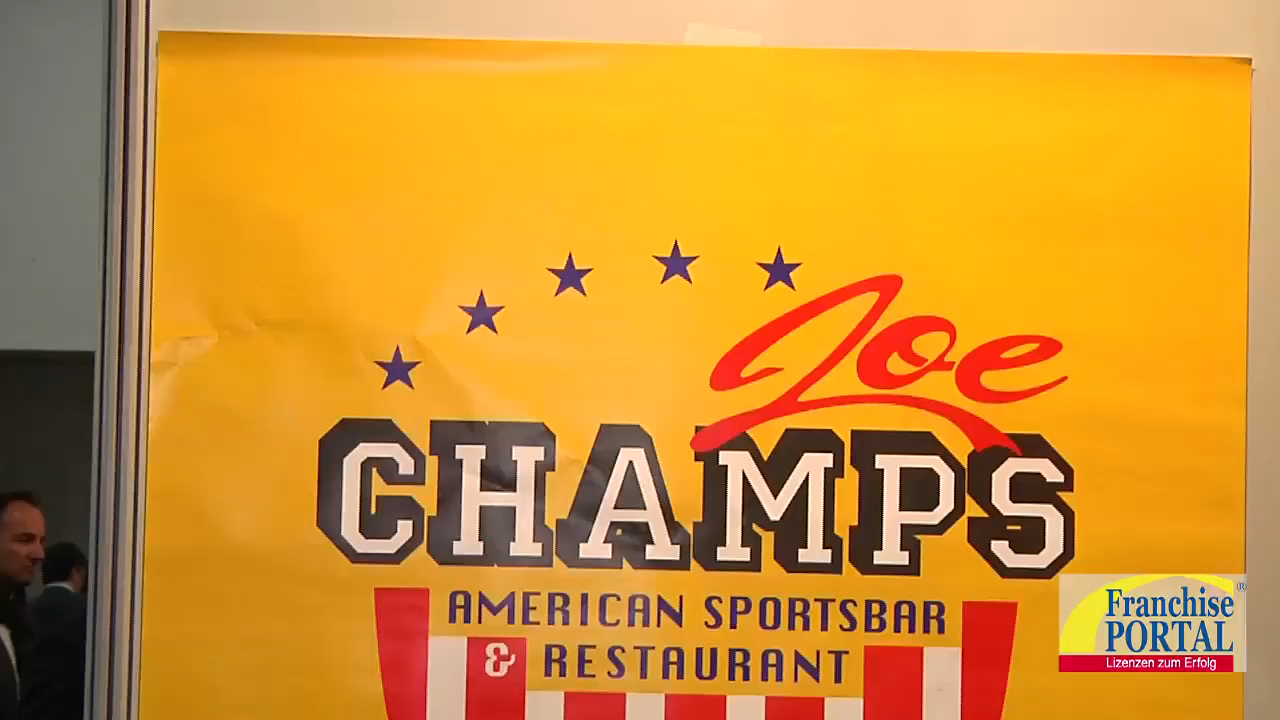 Joe
CHAMPS
AMERICAN SPORTSBAR
& RESTAURANT
Franchise ®
PORTAL
Lizenzen zum Erfolg